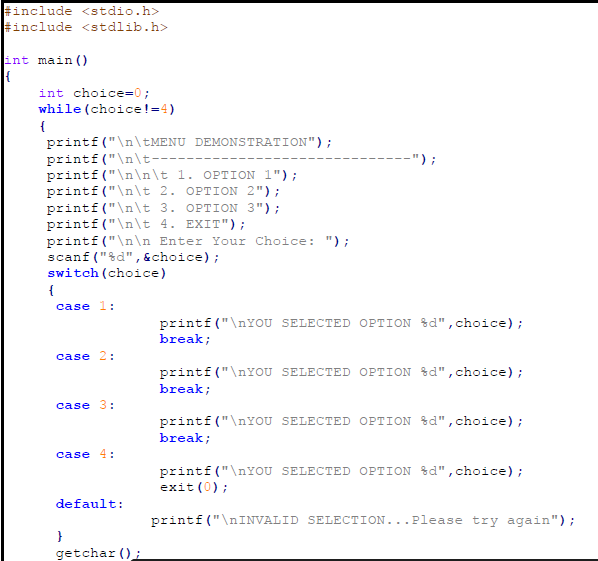 #include <stdio.h>
#include <stdlib.h>
int main()
{
int choice=0;
while(choice!=4)
{
printf("\n\tMENU DEMONSTRATION");
printf("\n\t------------------------------");
printf("\n\n\t 1. OPTION 1");
printf("\n\t 2. OPTION 2");
printf("\n\t 3. OPTION 3");
printf("\n\t 4. EXIT");
printf("\n\n Enter Your Choice: ");
scanf("%d",&choice);
switch(choice)
{
case 1:
printf("\nYOU SELECTED OPTION %d",choice);
break;
case 2:
printf("\nYOU SELECTED OPTION %d",choice);
break;
case 3:
printf("\nYOU SELECTED OPTION %d",choice);
break;
case 4:
printf("\nYOU SELECTED OPTION %d",choice);
exit(0);
default:
printf("\nINVALID SELECTION...Please try again");
}
getchar();